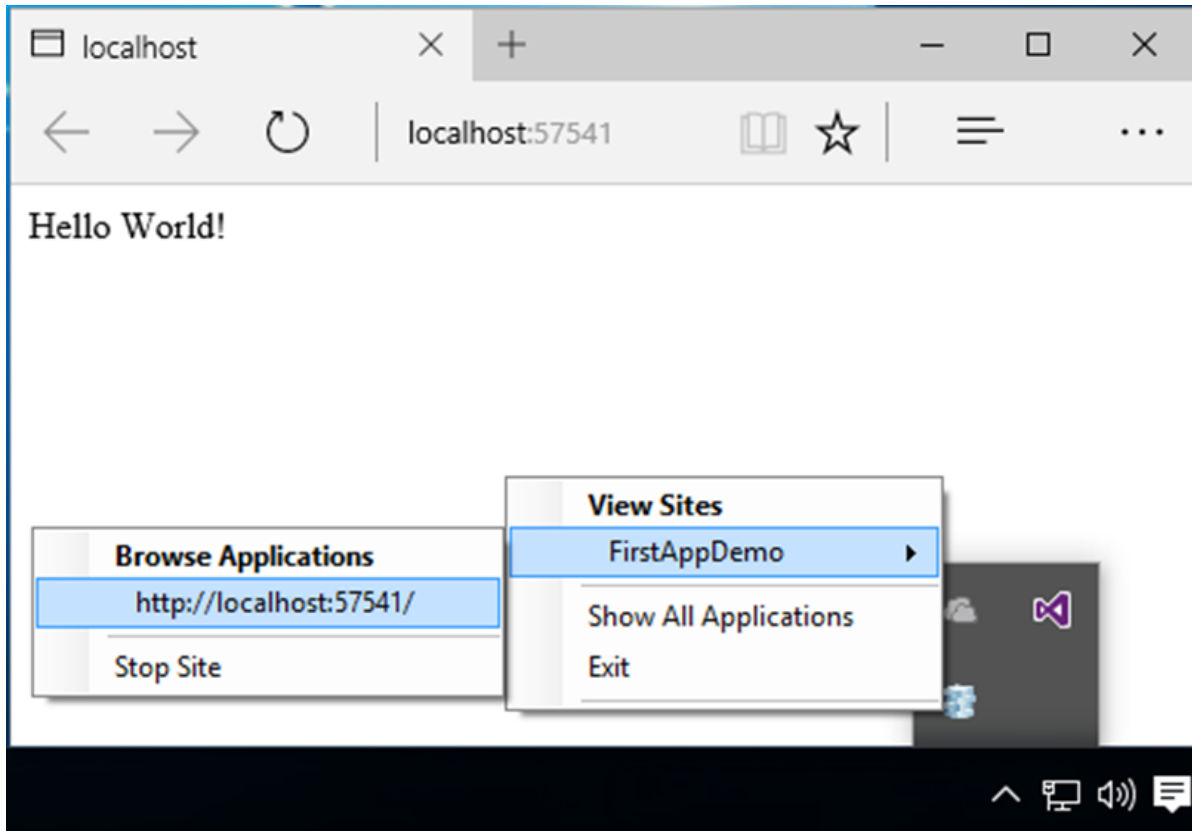 localhost
localhost:57541
Hello World!
View Sites
FirstAppDemo
Show All Applications
Exit
Browse Applications
http://localhost:57541/
Stop Site